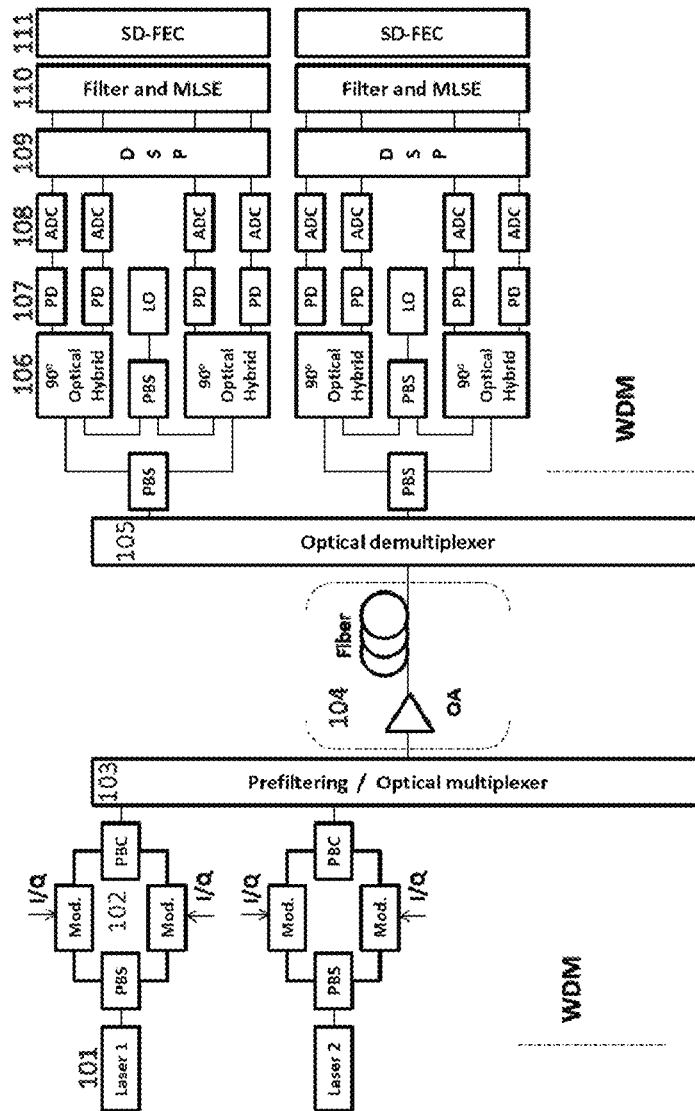 111
SD-FEC
SD-FEC
110
Filter and MLSE
Filter and MLSE
109
DSP
DSP
108
ADC
ADC
ADC
ADC
ADC
ADC
ADC
ADC
107
PD
PD
LO
PD
PD
PD
PD
LO
PD
PD
106
90°
Optical
Hybrid
PBS
90°
Optical
Hybrid
90°
Optical
Hybrid
PBS
90°
Optical
Hybrid
PBS
PBS
WDM
105
Optical demultiplexer
Fiber
104
OA
103
Prefiltering / Optical multiplexer
I/Q
Mod.
PBC
102
PBS
Mod.
I/Q
I/Q
Mod.
PBC
PBS
Mod.
I/Q
101
Laser 1
Laser 2
WDM